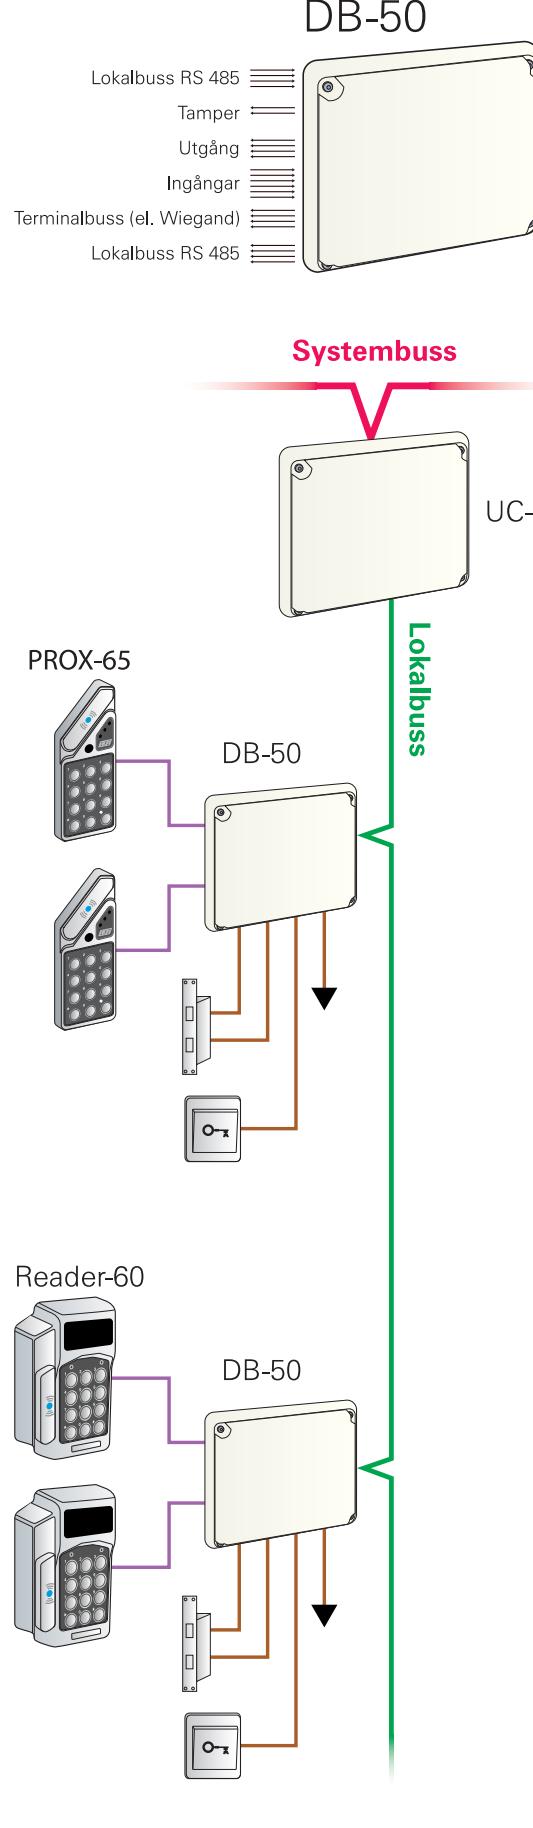 DB-50
Lokalbuss RS 485
Tamper
Utgång
Ingångar
Terminalbuss (el. Wiegand)
Lokalbuss RS 485
Systembuss
UC-
Lokalbuss
PROX-65
DB-50
Reader-60
DB-50